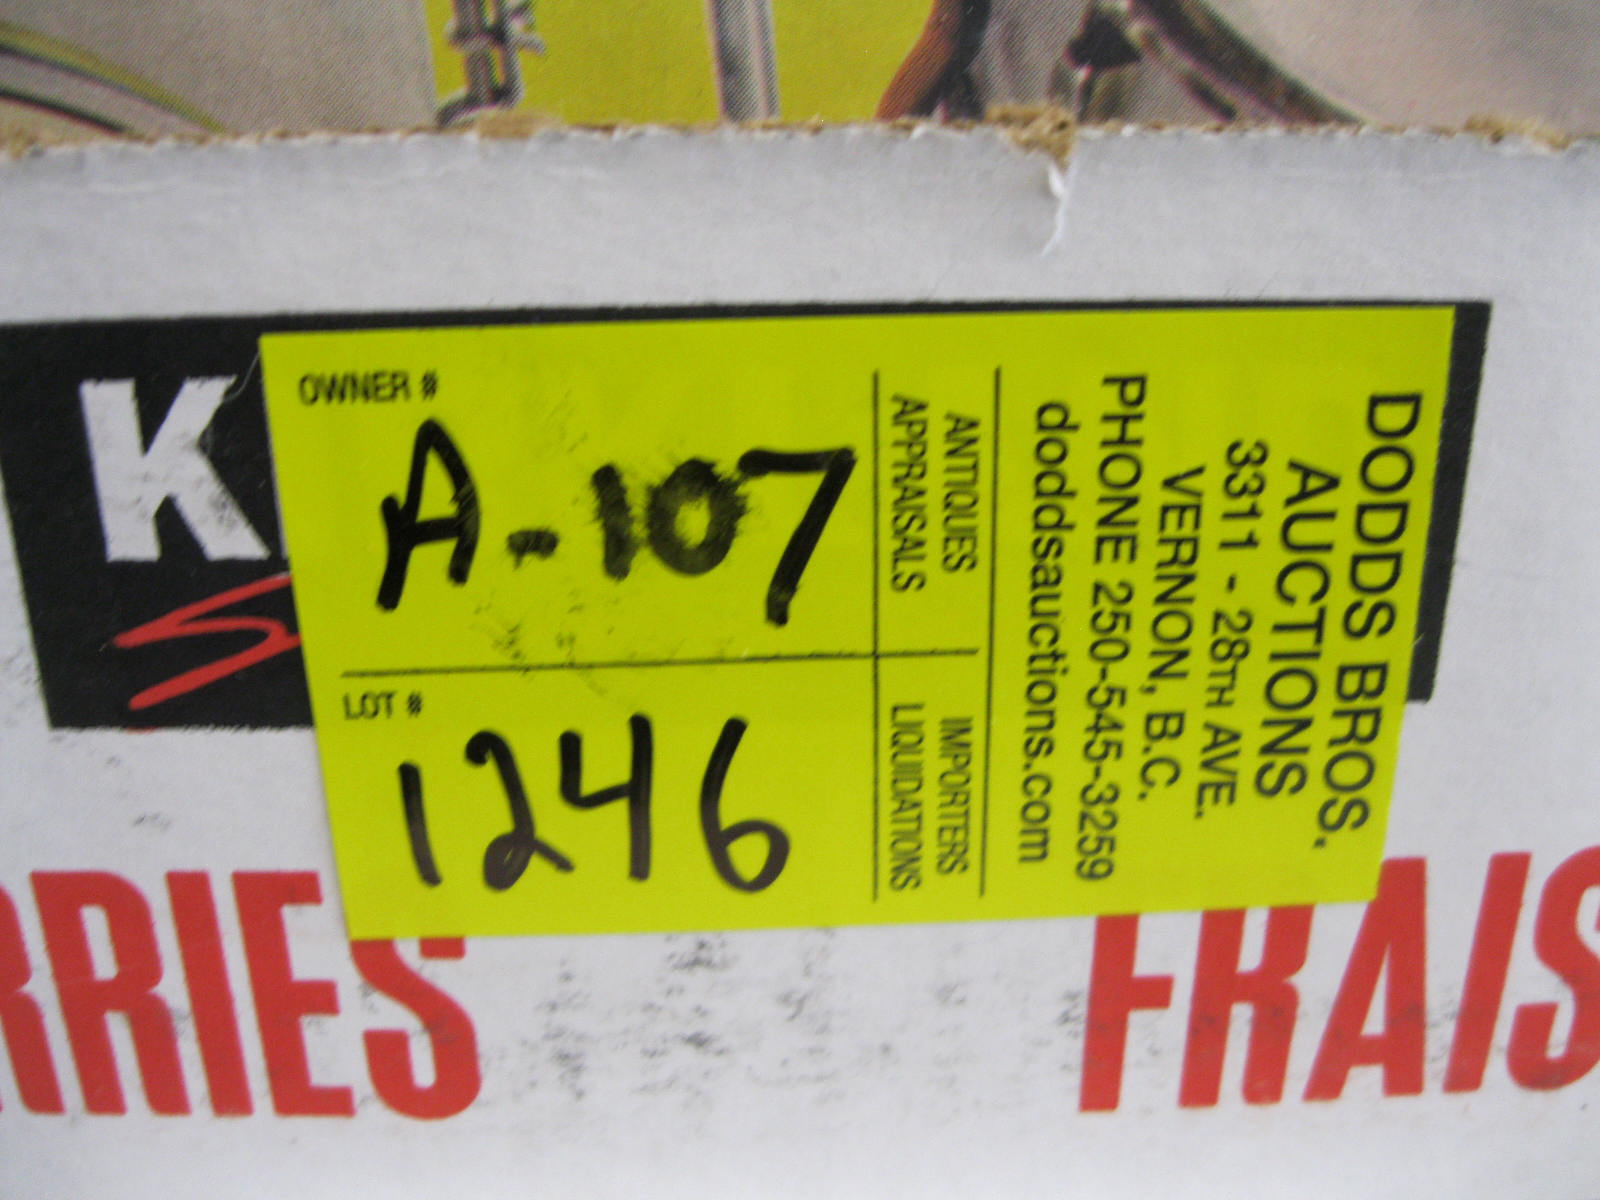 OWNER #
A-107
LOT #
1246
ANTIQUES
APPRAISALS
IMPORTERS
LIQUIDATIONS
DODDS BROS.
AUCTIONS
3311 - 28TH AVE.
VERNON, B.C.
PHONE 250-545-3259
doddsauctions.com
K
RRIES
FRAIS